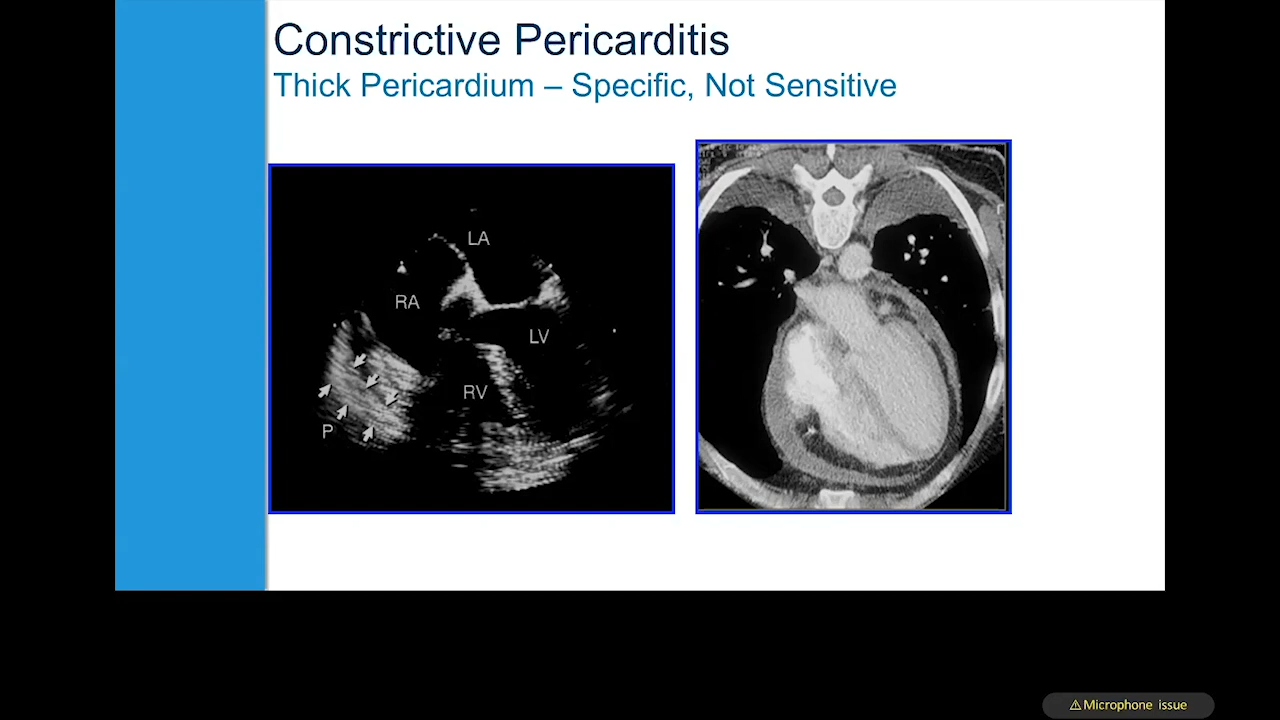 Constrictive Pericarditis
Thick Pericardium – Specific, Not Sensitive
LA
RA
LV
RV
P
⚠Microphone issue